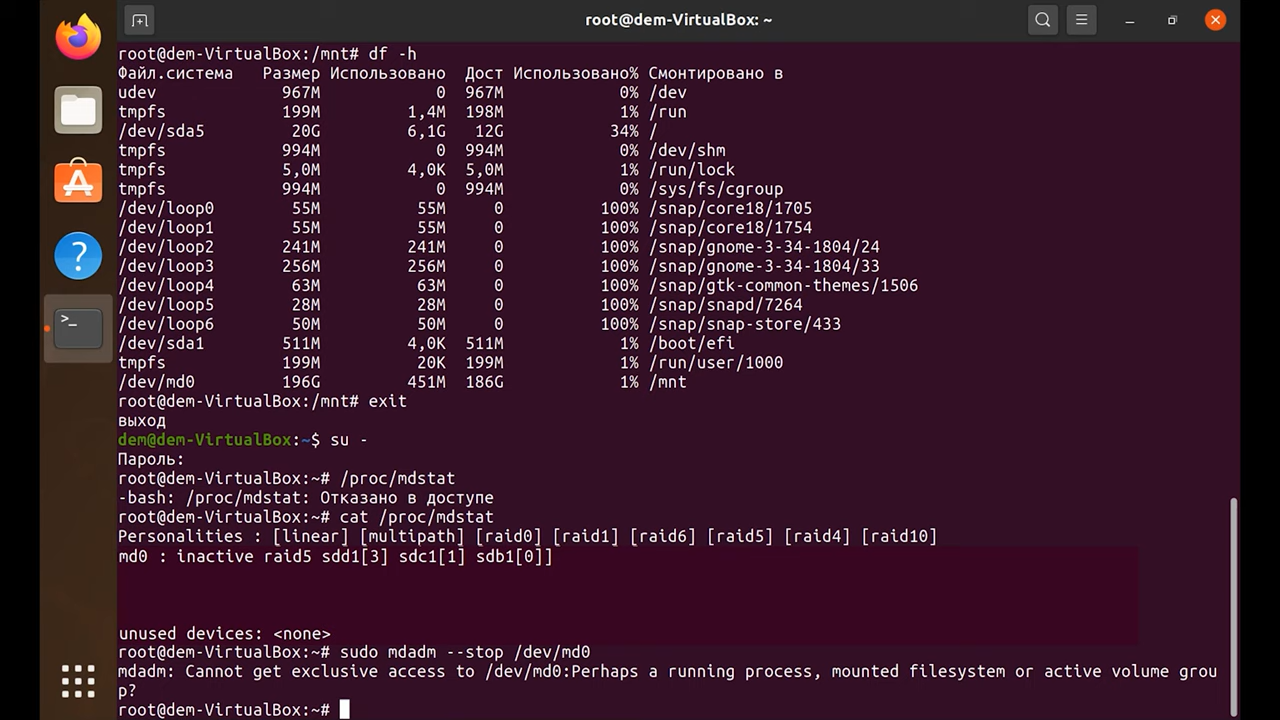 root@dem-VirtualBox: ~
root@dem-VirtualBox:/mnt# df -h
Файл.система   Размер Использовано  Дост Использовано% Смонтировано в
udev             967M            0  967M            0% /dev
tmpfs            199M         1,4M  198M            1% /run
/dev/sda5         20G         6,1G   12G           34% /
tmpfs            994M            0  994M            0% /dev/shm
tmpfs            5,0M         4,0K  5,0M            1% /run/lock
tmpfs            994M            0  994M            0% /sys/fs/cgroup
/dev/loop0        55M          55M     0          100% /snap/core18/1705
/dev/loop1        55M          55M     0          100% /snap/core18/1754
/dev/loop2       241M         241M     0          100% /snap/gnome-3-34-1804/24
/dev/loop3       256M         256M     0          100% /snap/gnome-3-34-1804/33
/dev/loop4        63M          63M     0          100% /snap/gtk-common-themes/1506
/dev/loop5        28M          28M     0          100% /snap/snapd/7264
/dev/loop6        50M          50M     0          100% /snap/snap-store/433
/dev/sda1        511M         4,0K  511M            1% /boot/efi
tmpfs            199M          20K  199M            1% /run/user/1000
/dev/md0         196G         451M  186G            1% /mnt
root@dem-VirtualBox:/mnt# exit
выход
dem@dem-VirtualBox:~$ su -
Пароль:
root@dem-VirtualBox:~# /proc/mdstat
-bash: /proc/mdstat: Отказано в доступе
root@dem-VirtualBox:~# cat /proc/mdstat
Personalities : [linear] [multipath] [raid0] [raid1] [raid6] [raid5] [raid4] [raid10]
md0 : inactive raid5 sdd1[3] sdc1[1] sdb1[0]]
unused devices: <none>
root@dem-VirtualBox:~# sudo mdadm --stop /dev/md0
mdadm: Cannot get exclusive access to /dev/md0:Perhaps a running process, mounted filesystem or active volume grou
p?
root@dem-VirtualBox:~#